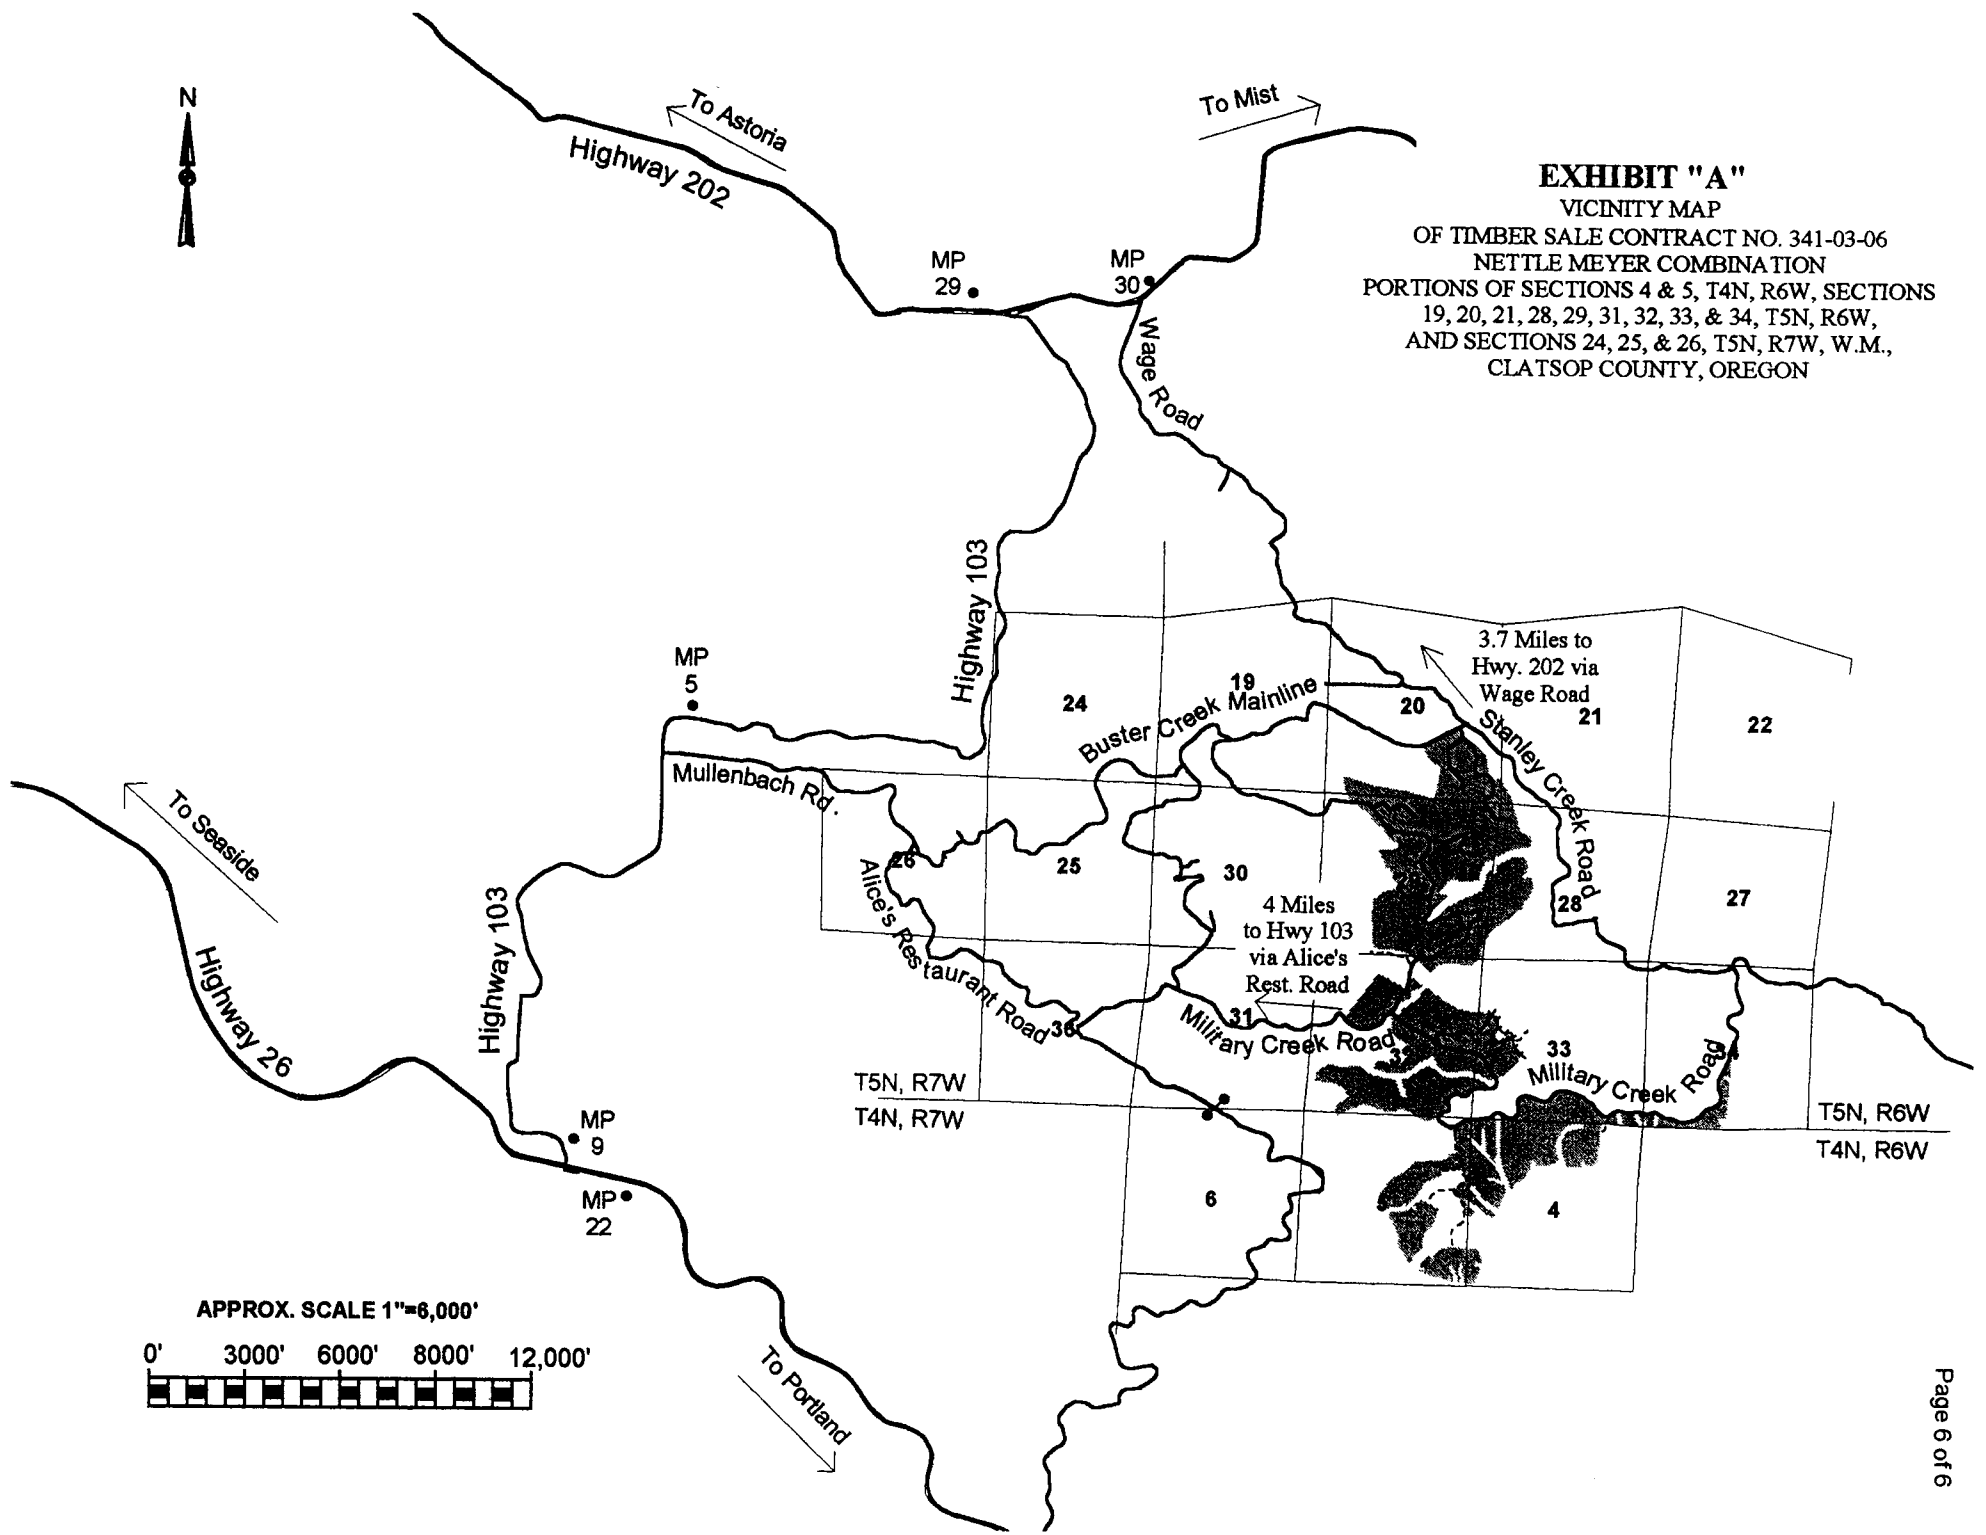 N
To Astoria
Highway 202
To Mist
EXHIBIT "A"
VICINITY MAP
OF TIMBER SALE CONTRACT NO. 341-03-06
NETTLE MEYER COMBINATION
PORTIONS OF SECTIONS 4 & 5, T4N, R6W, SECTIONS
19, 20, 21, 28, 29, 31, 32, 33, & 34, T5N, R6W,
AND SECTIONS 24, 25, & 26, T5N, R7W, W.M.,
CLATSOP COUNTY, OREGON
MP
29
MP
30
Wage Road
Highway 103
3.7 Miles to
Hwy. 202 via
Wage Road
MP
5
24
19
Buster Creek Mainline
20
21
22
Stanley Creek Road
Mullenbach Rd.
To Seaside
26
25
30
28
27
Alice's Restaurant Road
4 Miles
to Hwy 103
via Alice's
Rest. Road
Highway 103
Highway 26
36
31
Military Creek Road
32
33
34
Military Creek Road
T5N, R7W
T4N, R7W
T5N, R6W
T4N, R6W
MP
9
MP
22
6
4
APPROX. SCALE 1"=6,000'
0' 3000' 6000' 8000' 12,000'
To Portland
Page 6 of 6